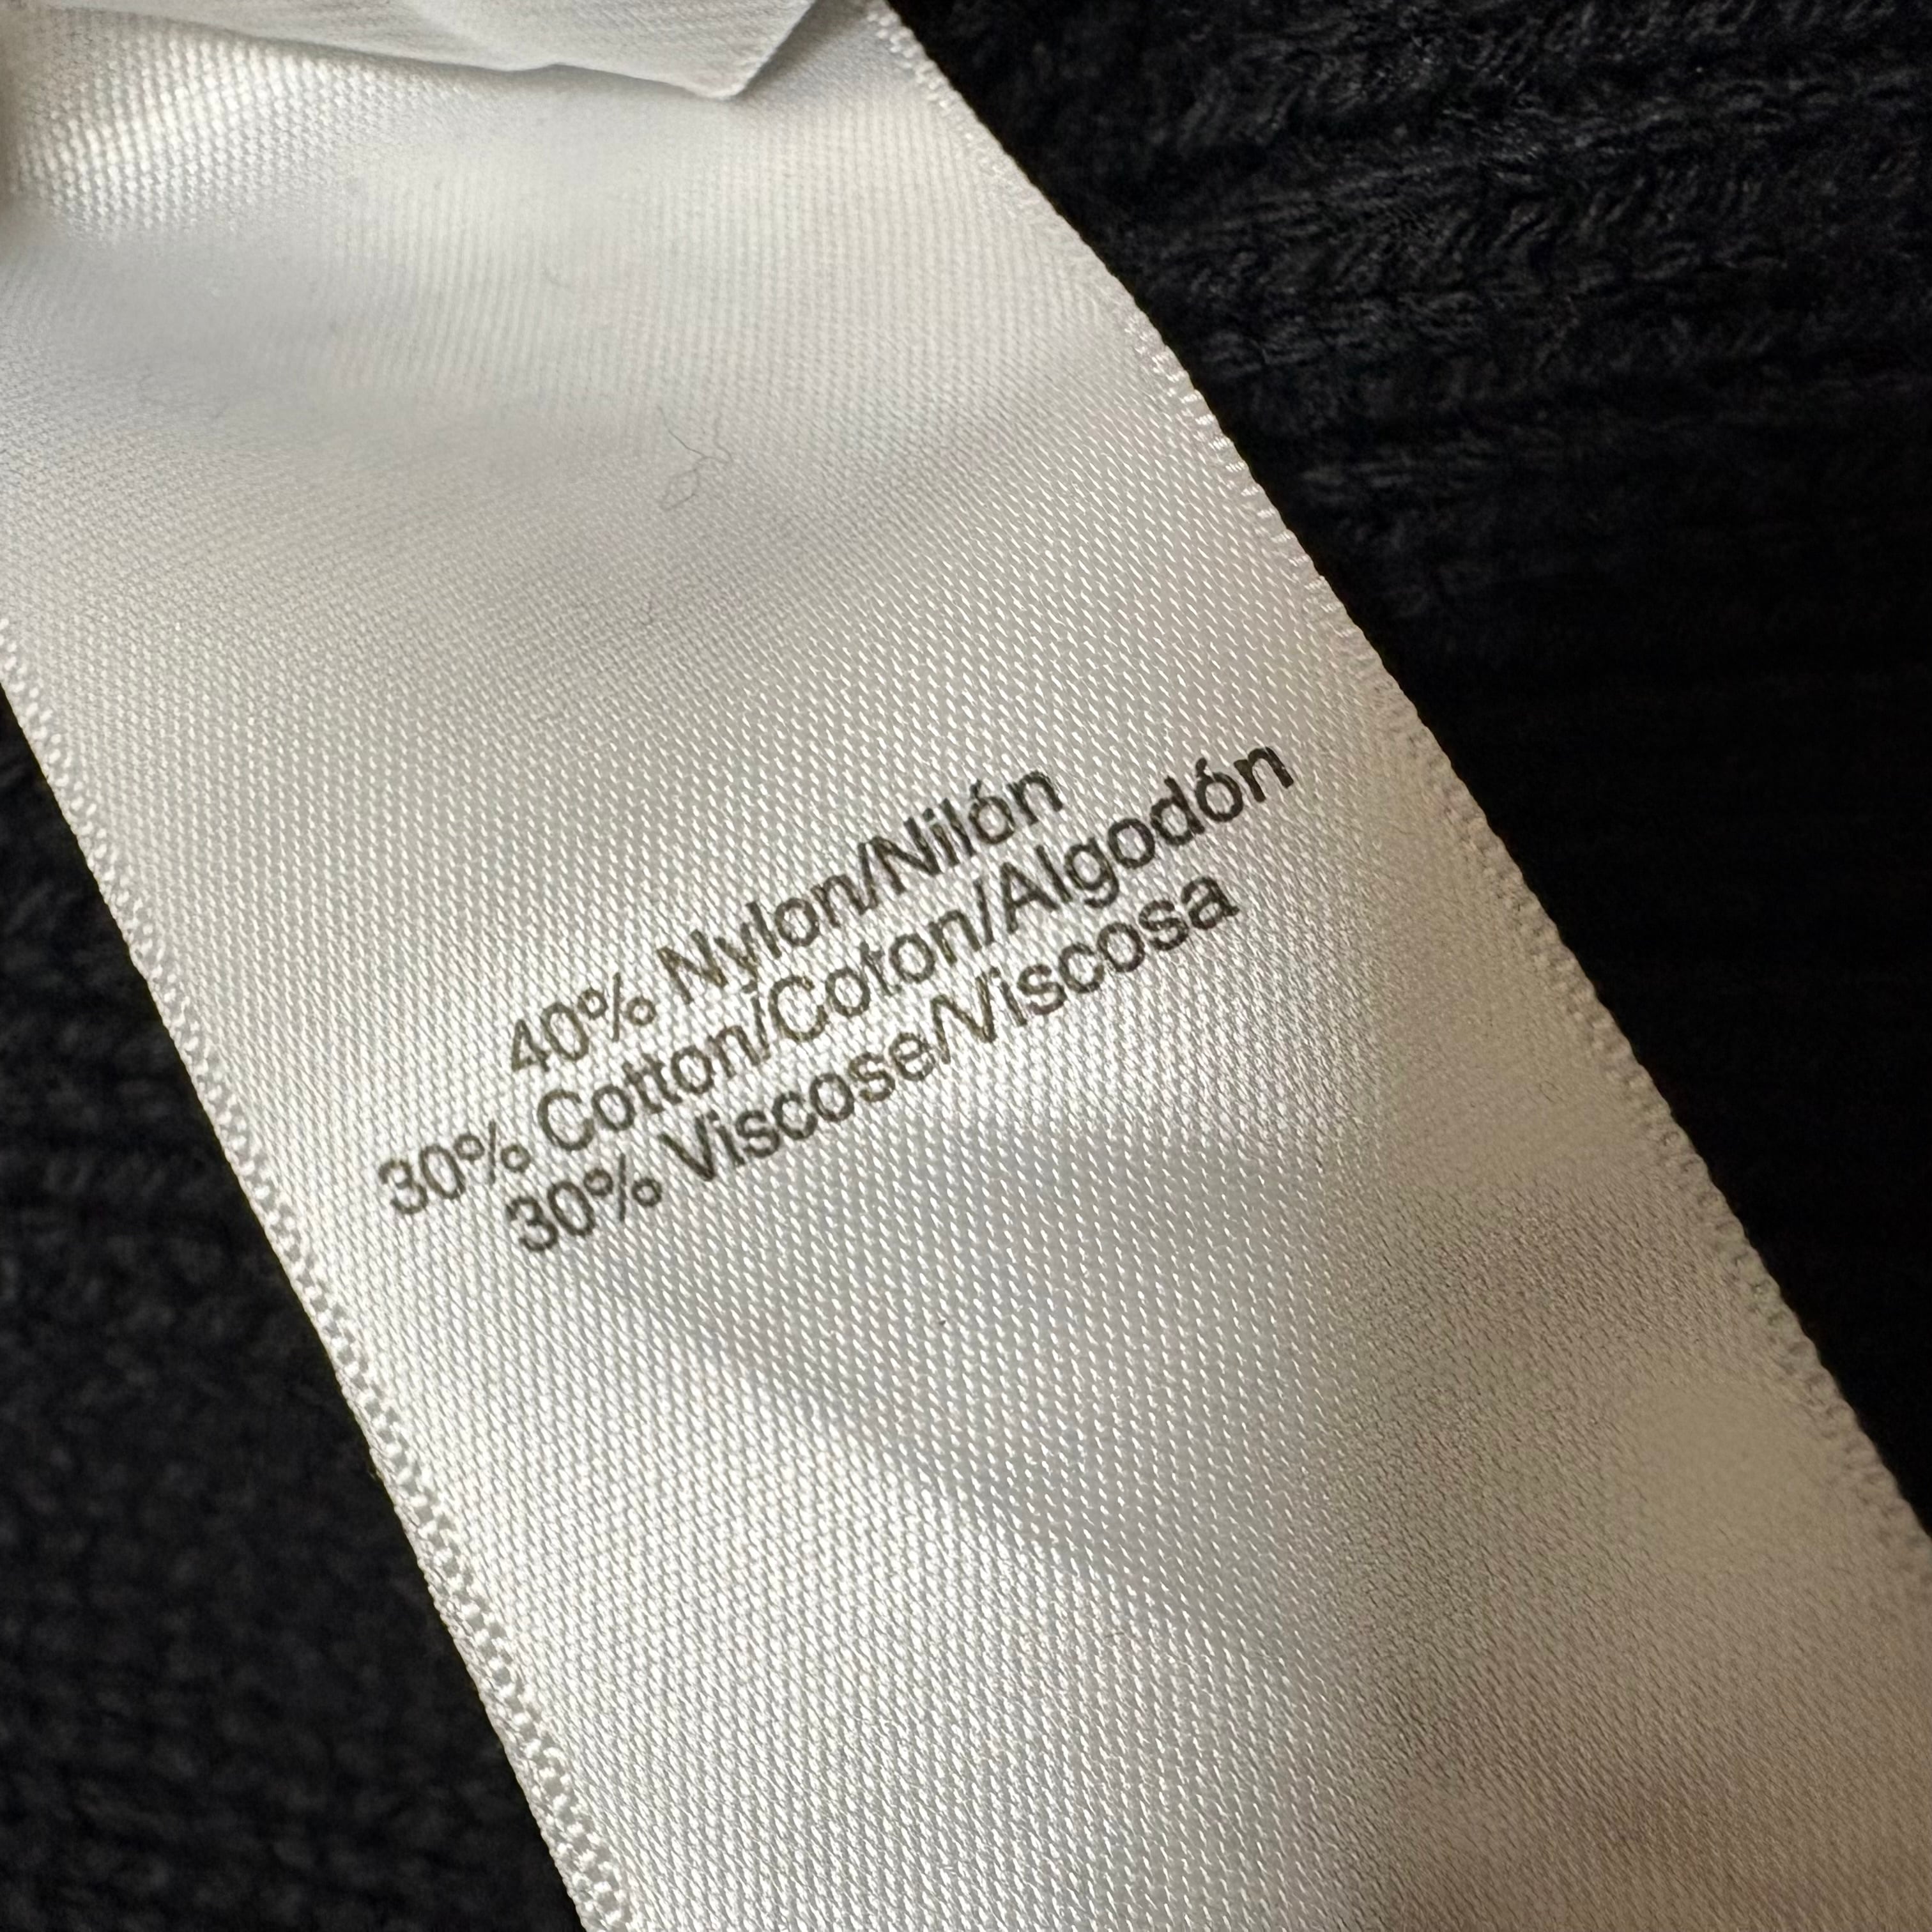 40% Nylon/Nilón
30% Cotton/Coton/Algodón
30% Viscose/Viscosa